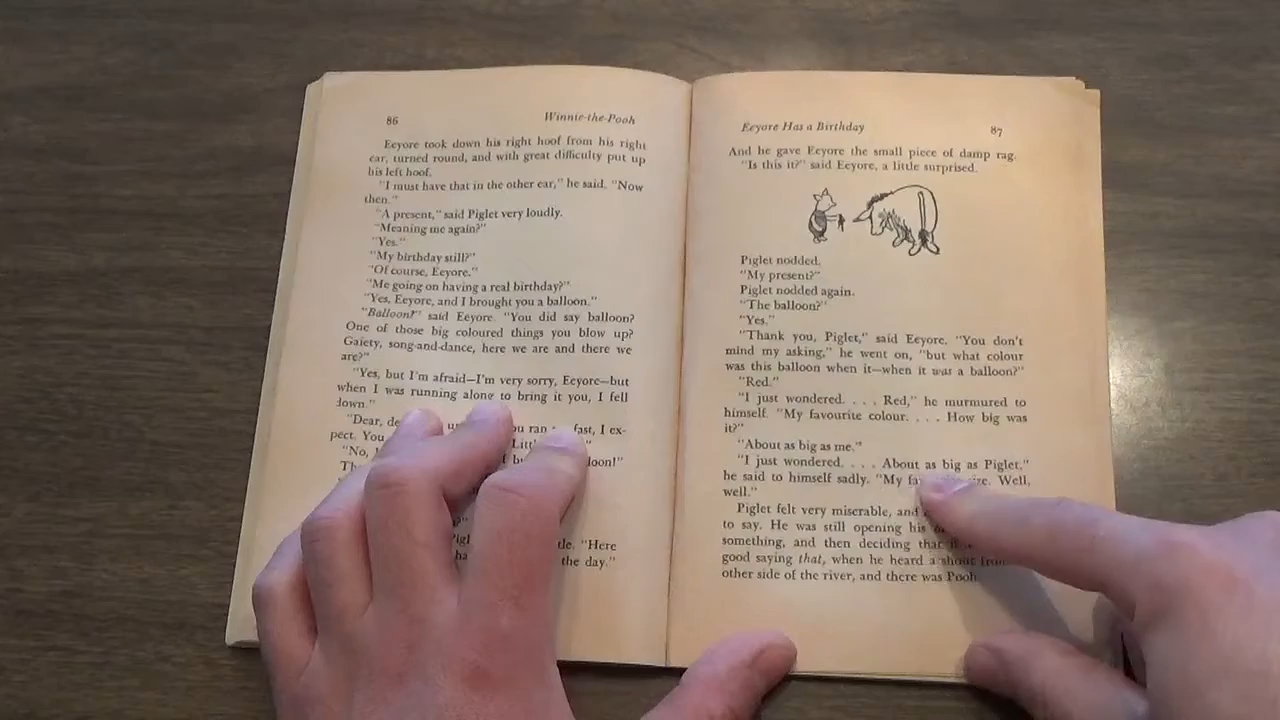 86
Winnie-the-Pooh
Eeyore took down his right hoof from his right
ear, turned round, and with great difficulty put up
his left hoof.
"I must have that in the other ear," he said. "Now
then."
"A present," said Piglet very loudly.
"Meaning me again?"
"Yes."
"My birthday still?"
"Of course, Eeyore."
"Me going on having a real birthday?"
"Yes, Eeyore, and I brought you a balloon."
"Balloon?" said Eeyore. "You did say balloon?
One of those big coloured things you blow up?
Gaiety, song-and-dance, here we are and there we
are?"
"Yes, but I'm afraid—I'm very sorry, Eeyore—but
when I was running along to bring it you, I fell
down."
"Dear, ran fast, I ex-
pect. You
"No,
"Here
the day."
Eeyore Has a Birthday
87
And he gave Eeyore the small piece of damp rag.
"Is this it?" said Eeyore, a little surprised.
Piglet nodded.
"My present?"
Piglet nodded again.
"The balloon?"
"Yes."
"Thank you, Piglet," said Eeyore. "You don't
mind my asking," he went on, "but what colour
was this balloon when it—when it was a balloon?"
"Red."
"I just wondered. . . . Red," he murmured to
himself. "My favourite colour. . . . How big was
it?"
"About as big as me."
"I just wondered. . . . About as big as Piglet,"
he said to himself sadly. "My size. Well,
well."
Piglet felt very miserable, and
to say. He was still opening his
something, and then deciding that
good saying that, when he heard a shout from
other side of the river, and there was Pooh.